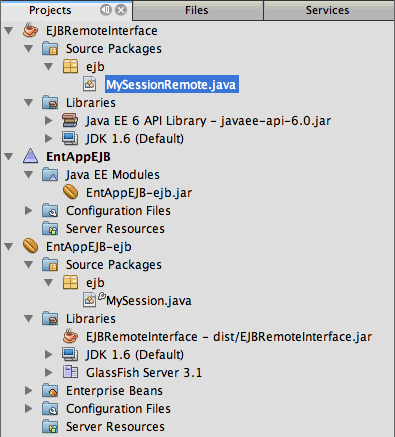 Projects Files Services
EJBRemoteInterface
Source Packages
ejb
MySessionRemote.java
Libraries
Java EE 6 API Library – javaee-api-6.0.jar
JDK 1.6 (Default)
EntAppEJB
Java EE Modules
EntAppEJB-ejb.jar
Configuration Files
Server Resources
EntAppEJB-ejb
Source Packages
ejb
MySession.java
Libraries
EJBRemoteInterface – dist/EJBRemoteInterface.jar
JDK 1.6 (Default)
GlassFish Server 3.1
Enterprise Beans
Configuration Files
Server Resources